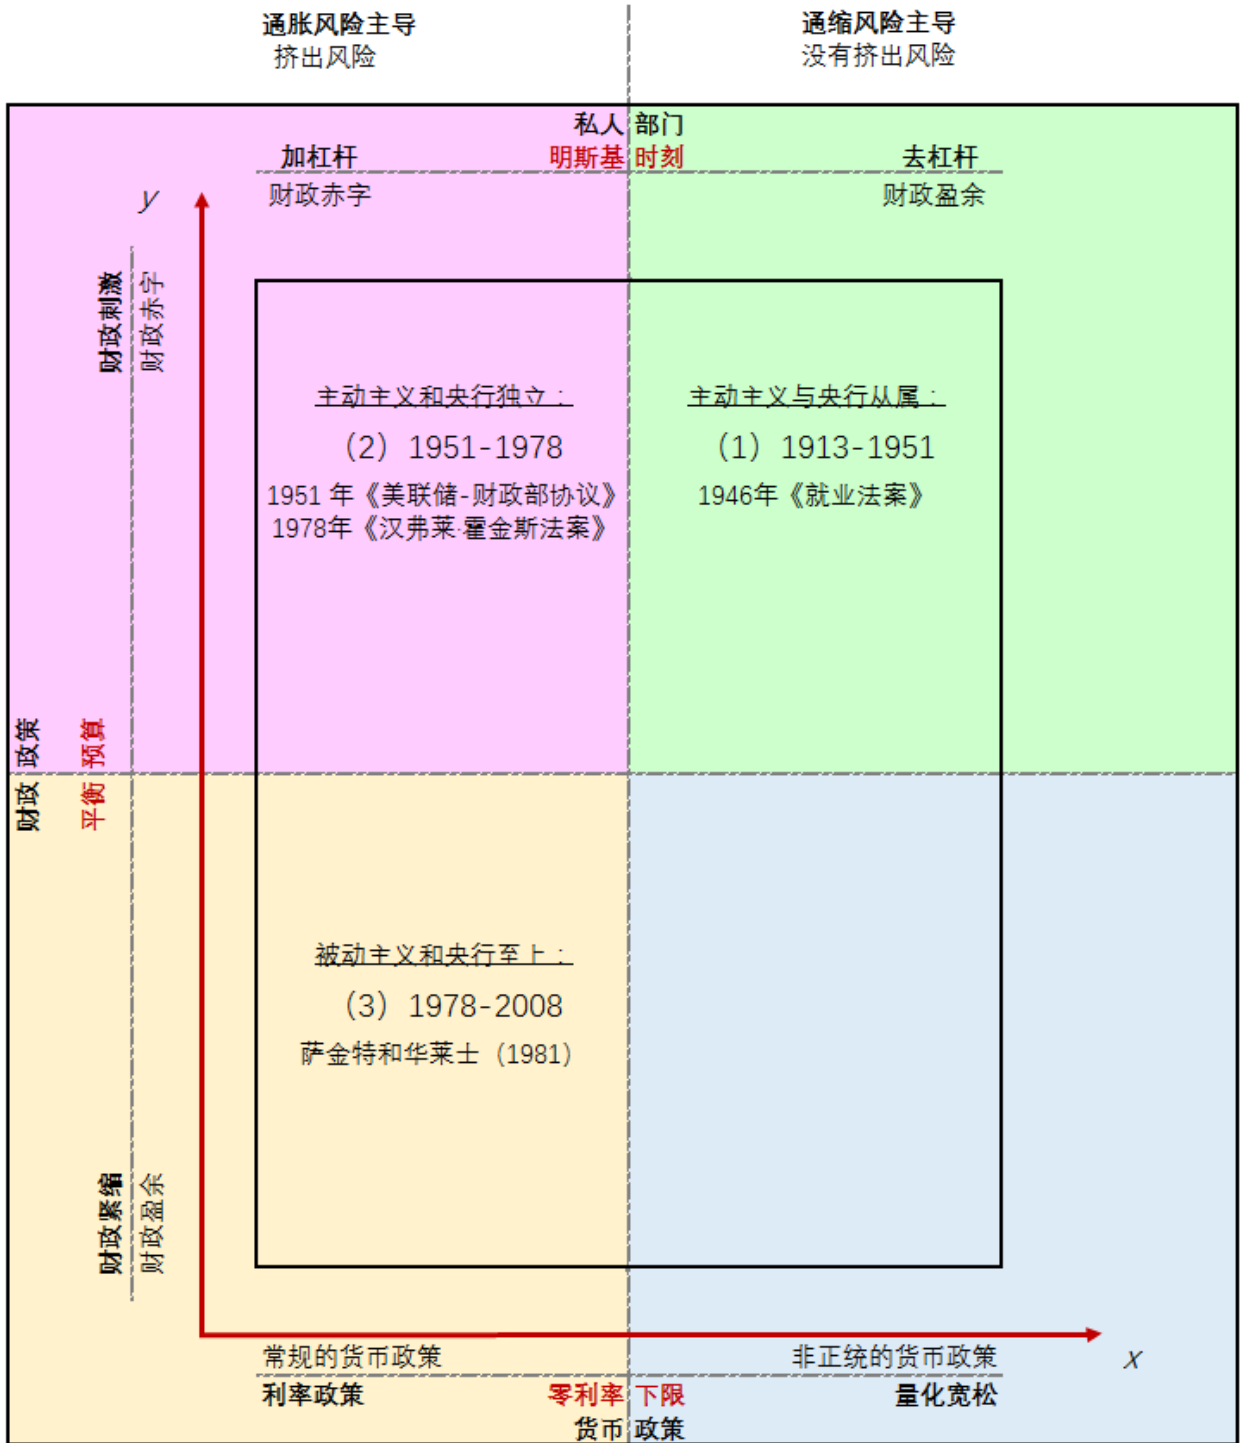 通胀风险主导
挤出风险
通缩风险主导
没有挤出风险
私人 部门
加杠杆
明斯基 时刻
去杠杆
财政赤字
财政盈余
y
财政刺激
财政赤字
主动主义和央行独立：
（2）1951-1978
1951 年《美联储-财政部协议》
1978年《汉弗莱·霍金斯法案》
主动主义与央行从属：
（1）1913-1951
1946年《就业法案》
财政 政策
平衡 预算
被动主义和央行至上：
（3）1978-2008
萨金特和华莱士（1981）
财政紧缩
财政盈余
常规的货币政策
非正统的货币政策
x
利率政策
零利率 下限
量化宽松
货币 政策